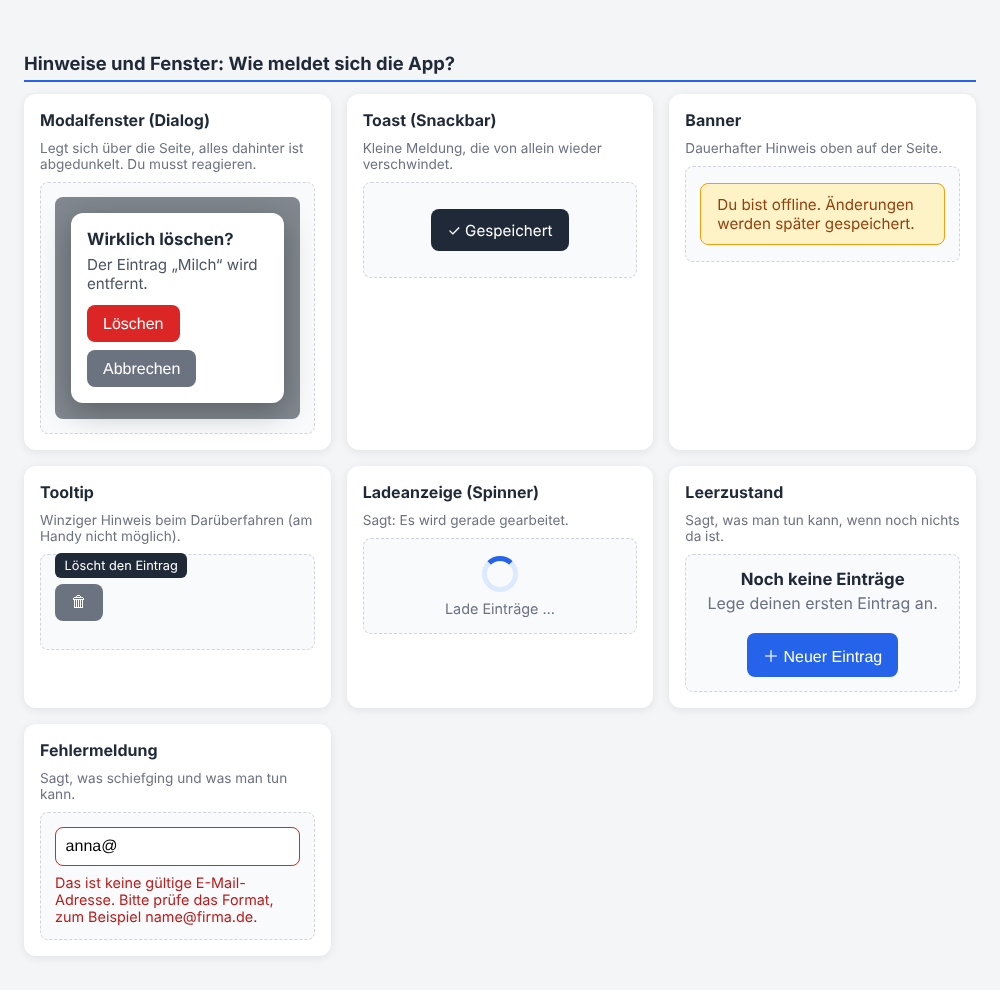 Hinweise und Fenster: Wie meldet sich die App?
Modalfenster (Dialog)
Legt sich über die Seite, alles dahinter ist
abgedunkelt. Du musst reagieren.
Wirklich löschen?
Der Eintrag „Milch“ wird
entfernt.
Löschen
Abbrechen
Toast (Snackbar)
Kleine Meldung, die von allein wieder
verschwindet.
✓ Gespeichert
Banner
Dauerhafter Hinweis oben auf der Seite.
Du bist offline. Änderungen
werden später gespeichert.
Tooltip
Winziger Hinweis beim Darüberfahren (am
Handy nicht möglich).
Löscht den Eintrag
Ladeanzeige (Spinner)
Sagt: Es wird gerade gearbeitet.
Lade Einträge ...
Leerzustand
Sagt, was man tun kann, wenn noch nichts
da ist.
Noch keine Einträge
Lege deinen ersten Eintrag an.
+ Neuer Eintrag
Fehlermeldung
Sagt, was schiefging und was man tun
kann.
anna@
Das ist keine gültige E-Mail-
Adresse. Bitte prüfe das Format,
zum Beispiel name@firma.de.